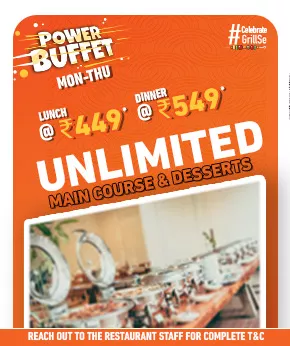 POWER
BUFFET
MON-THU
#Celebrate
GrillSe
LUNCH
@ ₹449*
DINNER
@ ₹549*
UNLIMITED
MAIN COURSE & DESSERTS
REACH OUT TO THE RESTAURANT STAFF FOR COMPLETE T&C